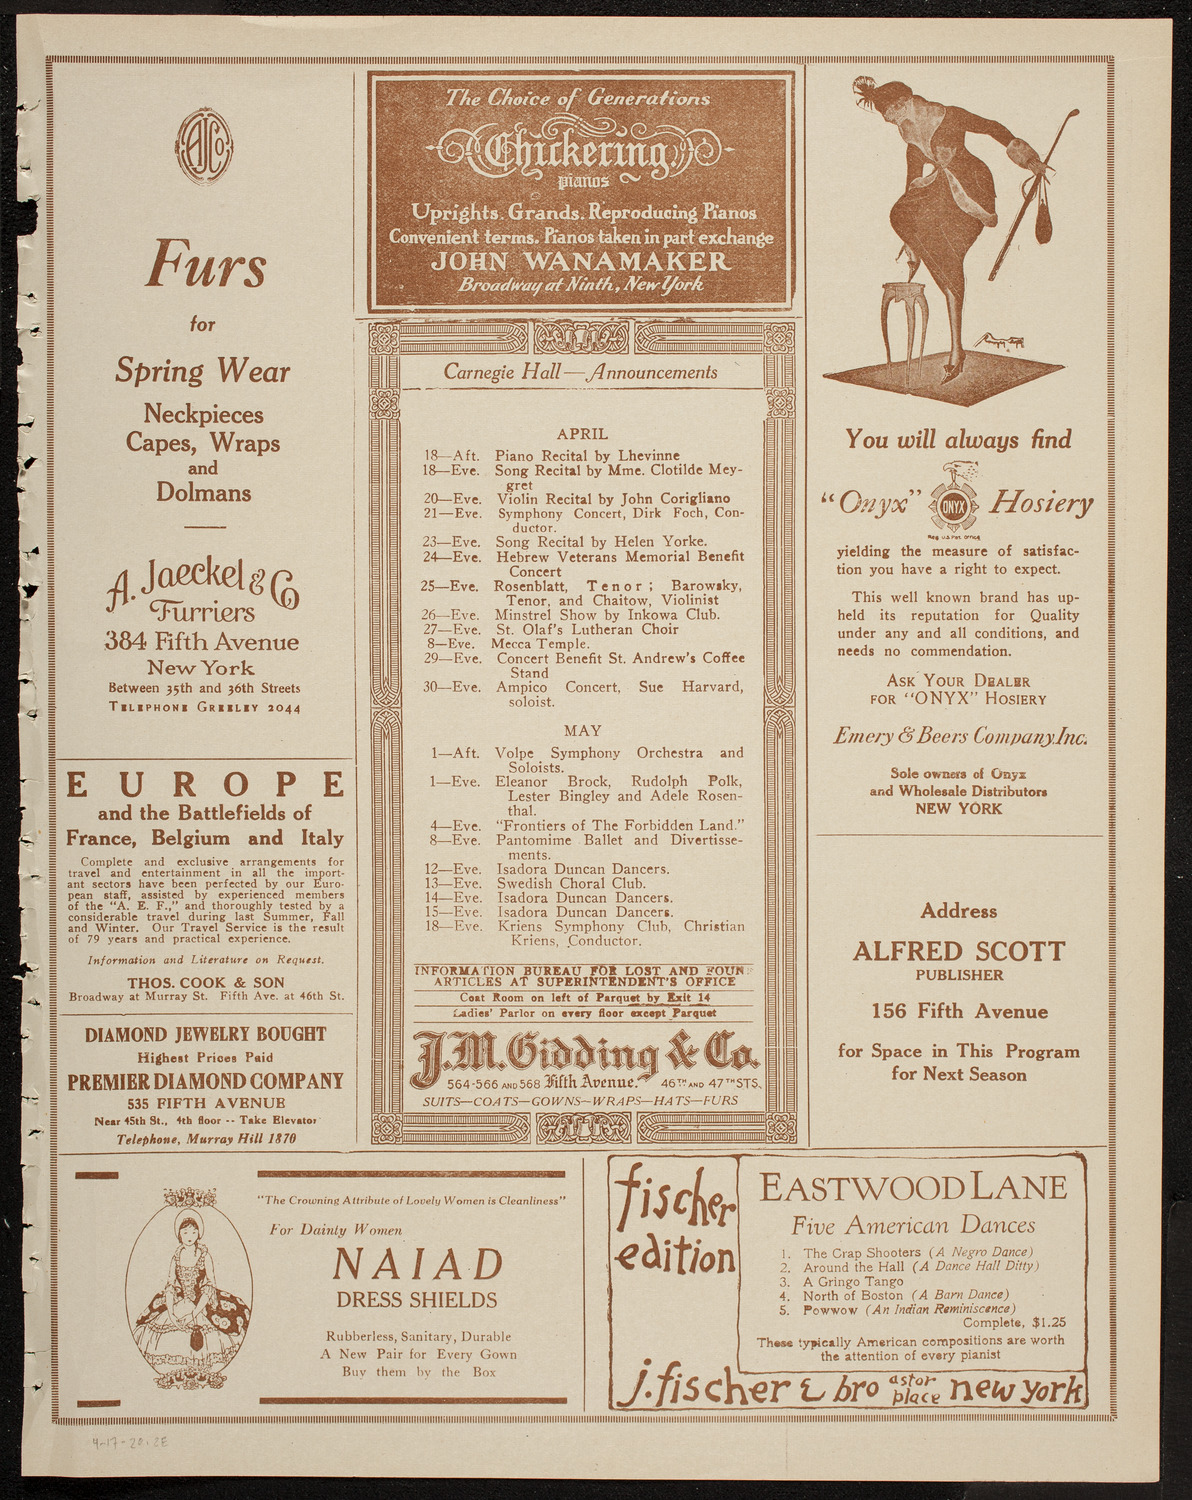 AJCo
Furs
for
Spring Wear
Neckpieces
Capes, Wraps
and
Dolmans
A. Jaeckel & Co
Furriers
384 Fifth Avenue
New York
Between 35th and 36th Streets
TELEPHONE GREELEY 2044
EUROPE
and the Battlefields of
France, Belgium and Italy
Complete and exclusive arrangements for
travel and entertainment in all the import-
ant sectors have been perfected by our Euro-
pean staff, assisted by experienced members
of the "A. E. F.," and thoroughly tested by a
considerable travel during last Summer, Fall
and Winter. Our Travel Service is the result
of 79 years and practical experience.
Information and Literature on Request.
THOS. COOK & SON
Broadway at Murray St. Fifth Ave. at 46th St.
DIAMOND JEWELRY BOUGHT
Highest Prices Paid
PREMIER DIAMOND COMPANY
535 FIFTH AVENUE
Near 45th St., 4th floor -- Take Elevator
Telephone, Murray Hill 1870
The Choice of Generations
Chickering
pianos
Uprights. Grands. Reproducing Pianos
Convenient terms. Pianos taken in part exchange
JOHN WANAMAKER
Broadway at Ninth, New York
Carnegie Hall—Announcements
APRIL
18—Aft. Piano Recital by Lhevinne
18—Eve. Song Recital by Mme. Clotilde Mey-
gret
20—Eve. Violin Recital by John Corigliano
21—Eve. Symphony Concert, Dirk Foch, Con-
ductor.
23—Eve. Song Recital by Helen Yorke.
24—Eve. Hebrew Veterans Memorial Benefit
Concert
25—Eve. Rosenblatt, Tenor; Barowsky,
Tenor, and Chaitow, Violinist
26—Eve. Minstrel Show by Inkowa Club.
27—Eve. St. Olaf's Lutheran Choir
8—Eve. Mecca Temple.
29—Eve. Concert Benefit St. Andrew's Coffee
Stand
30—Eve. Ampico Concert, Sue Harvard,
soloist.
MAY
1—Aft. Volpe Symphony Orchestra and
Soloists.
1—Eve. Eleanor Brock, Rudolph Polk,
Lester Bingley and Adele Rosen-
thal.
4—Eve. "Frontiers of The Forbidden Land."
8—Eve. Pantomime Ballet and Divertisse-
ments.
12—Eve. Isadora Duncan Dancers.
13—Eve. Swedish Choral Club.
14—Eve. Isadora Duncan Dancers.
15—Eve. Isadora Duncan Dancers.
18—Eve. Kriens Symphony Club, Christian
Kriens, Conductor.
INFORMATION BUREAU FOR LOST AND FOUN
ARTICLES AT SUPERINTENDENT'S OFFICE
Coat Room on left of Parquet by Exit 14
Ladies' Parlor on every floor except Parquet
J.M. Gidding & Co.
564-566 AND 568 Fifth Avenue. 46TH AND 47TH STS.
SUITS—COATS—GOWNS—WRAPS—HATS—FURS
You will always find
"Onyx" ONYX Hosiery
Reg. U.S. Pat. Office
yielding the measure of satisfac-
tion you have a right to expect.
This well known brand has up-
held its reputation for Quality
under any and all conditions, and
needs no commendation.
ASK YOUR DEALER
FOR "ONYX" HOSIERY
Emery & Beers Company, Inc.
Sole owners of Onyx
and Wholesale Distributors
NEW YORK
Address
ALFRED SCOTT
PUBLISHER
156 Fifth Avenue
for Space in This Program
for Next Season
"The Crowning Attribute of Lovely Women is Cleanliness"
For Dainty Women
NAIAD
DRESS SHIELDS
Rubberless, Sanitary, Durable
A New Pair for Every Gown
Buy them by the Box
fischer
edition
EASTWOOD LANE
Five American Dances
1. The Crap Shooters (A Negro Dance)
2. Around the Hall (A Dance Hall Ditty)
3. A Gringo Tango
4. North of Boston (A Barn Dance)
5. Powwow (An Indian Reminiscence)
Complete, $1.25
These typically American compositions are worth
the attention of every pianist
j. fischer & bro astor place new york
4-17-20.2E